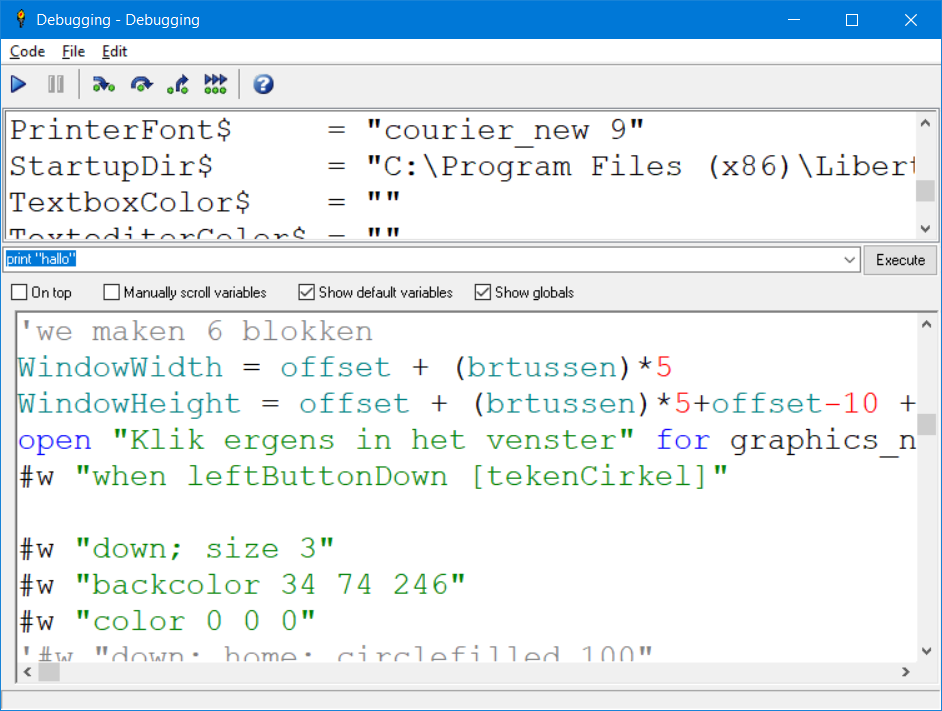 Debugging - Debugging
Code File Edit
PrinterFont$ = "courier_new 9"
StartupDir$ = "C:\Program Files (x86)\Libert
TextboxColor$ = ""
TexteditorColor$ = ""
print "hallo"
Execute
On top Manually scroll variables Show default variables Show globals
'we maken 6 blokken
WindowWidth = offset + (brtussen)*5
WindowHeight = offset + (brtussen)*5+offset-10 +
open "Klik ergens in het venster" for graphics_n
#w "when leftButtonDown [tekenCirkel]"
#w "down; size 3"
#w "backcolor 34 74 246"
#w "color 0 0 0"
'#w "down; home; circlefilled 100"